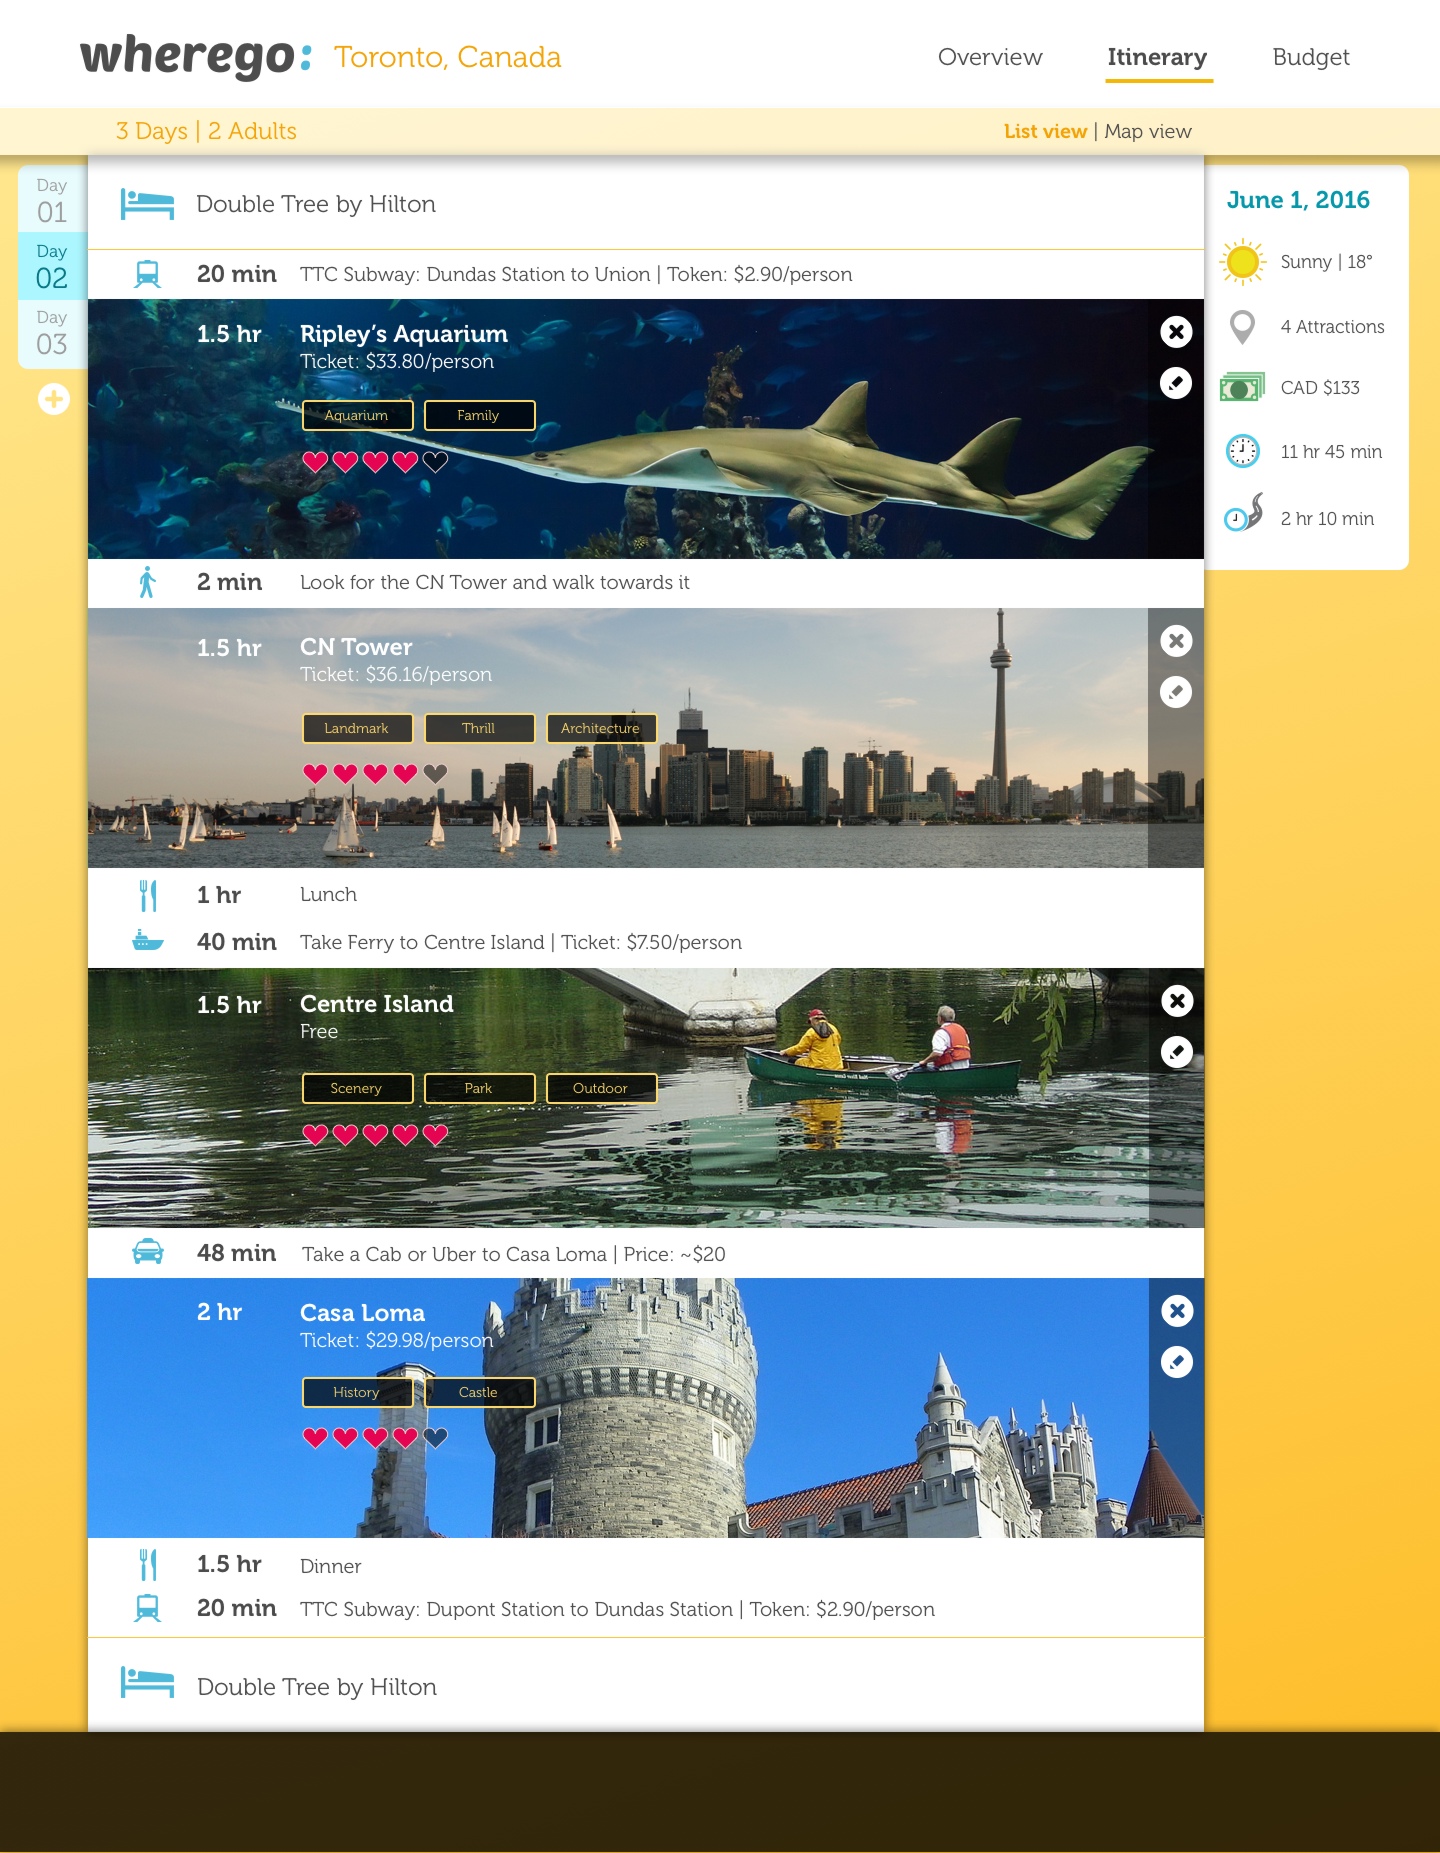 wherego: Toronto, Canada
Overview
Itinerary
Budget
3 Days | 2 Adults
List view | Map view
Day
01
Day
02
Day
03
Double Tree by Hilton
20 min TTC Subway: Dundas Station to Union | Token: $2.90/person
1.5 hr Ripley’s Aquarium
Ticket: $33.80/person
Aquarium Family
2 min Look for the CN Tower and walk towards it
1.5 hr CN Tower
Ticket: $36.16/person
Landmark Thrill Architecture
1 hr Lunch
40 min Take Ferry to Centre Island | Ticket: $7.50/person
1.5 hr Centre Island
Free
Scenery Park Outdoor
48 min Take a Cab or Uber to Casa Loma | Price: ~$20
2 hr Casa Loma
Ticket: $29.98/person
History Castle
1.5 hr Dinner
20 min TTC Subway: Dupont Station to Dundas Station | Token: $2.90/person
Double Tree by Hilton
June 1, 2016
Sunny | 18°
4 Attractions
CAD $133
11 hr 45 min
2 hr 10 min